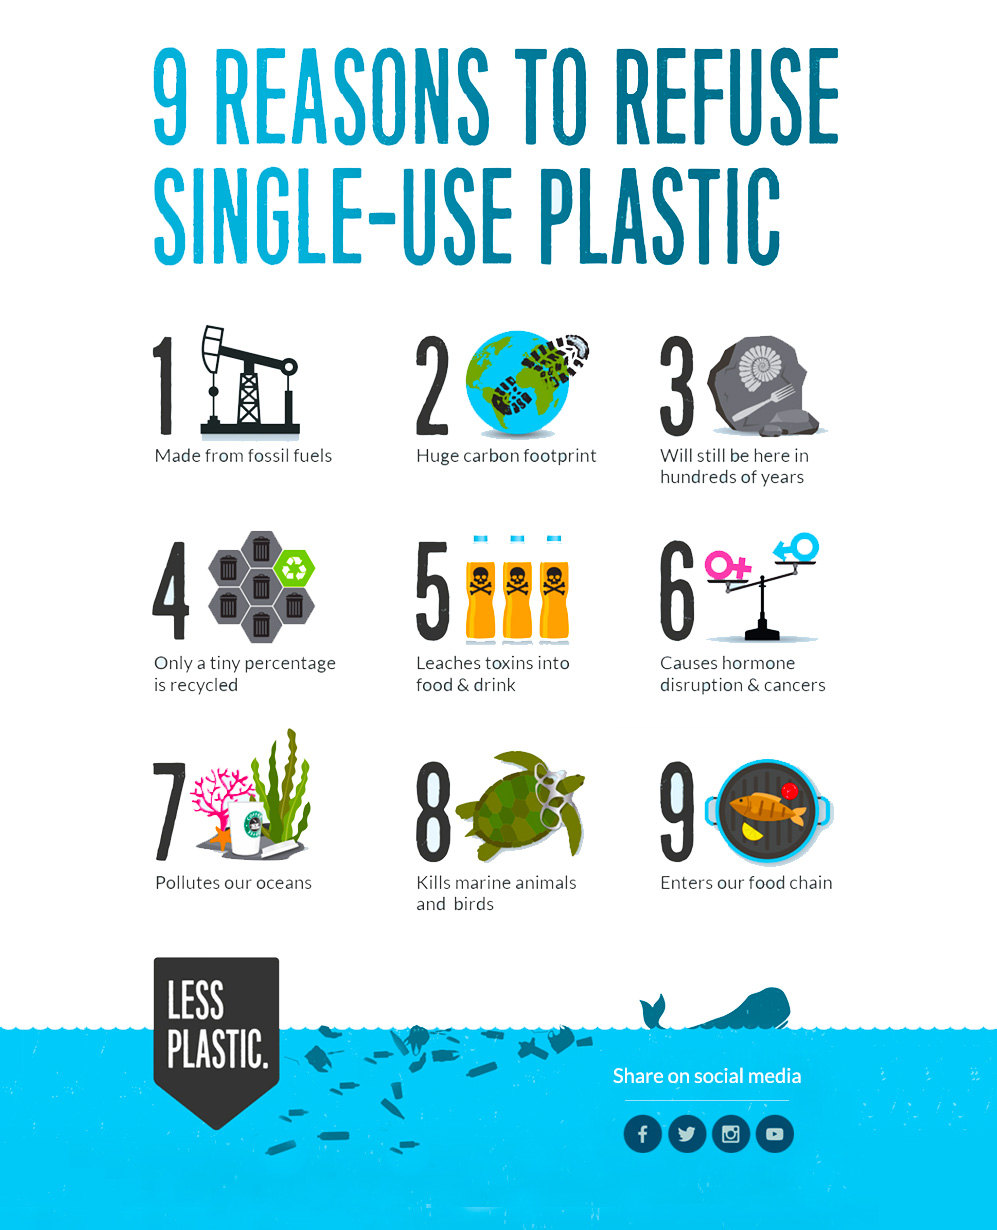 9 REASONS TO REFUSE
SINGLE-USE PLASTIC
1
Made from fossil fuels
2
Huge carbon footprint
3
Will still be here in
hundreds of years
4
Only a tiny percentage
is recycled
5
Leaches toxins into
food & drink
6
Causes hormone
disruption & cancers
7
Pollutes our oceans
8
Kills marine animals
and birds
9
Enters our food chain
LESS
PLASTIC.
Share on social media